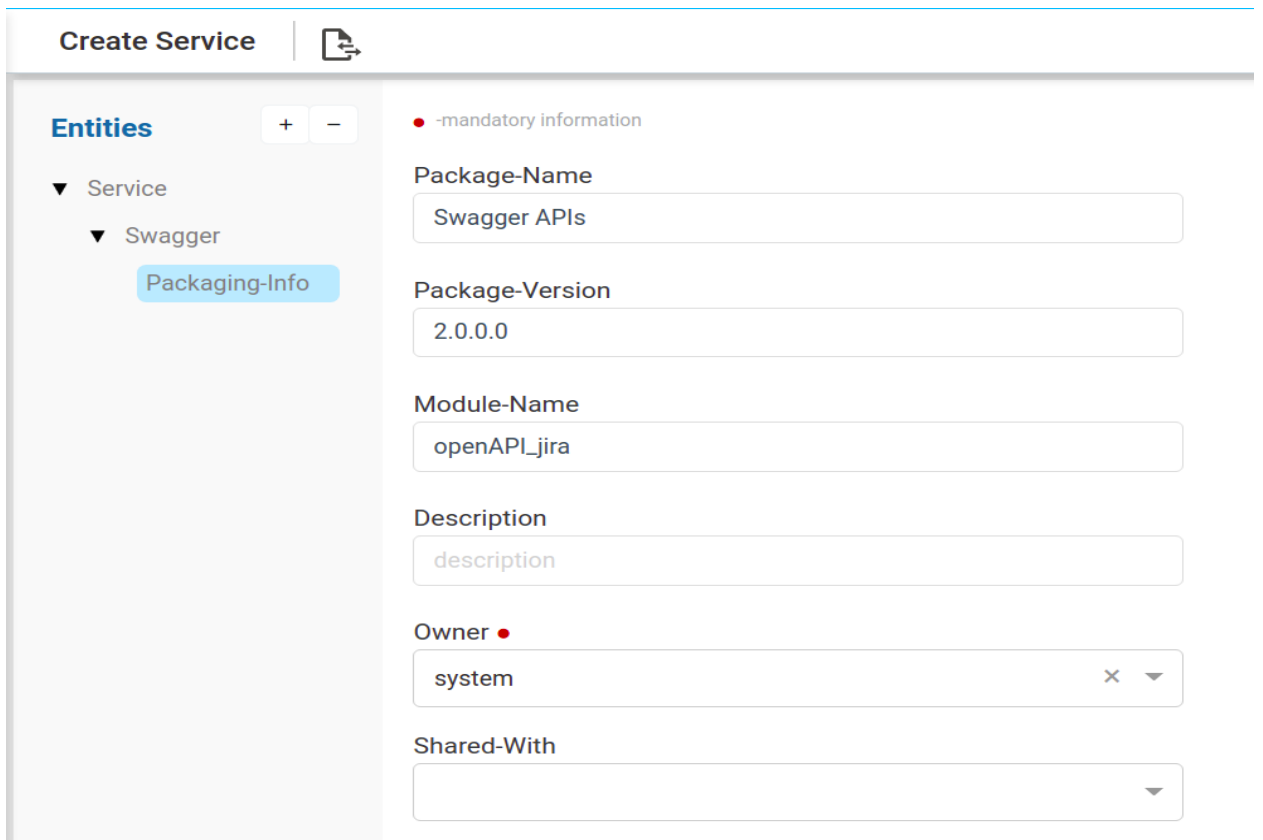 Create Service
Entities
+ −
Service
Swagger
Packaging-Info
-mandatory information
Package-Name
Swagger APIs
Package-Version
2.0.0.0
Module-Name
openAPI_jira
Description
description
Owner
system
Shared-With